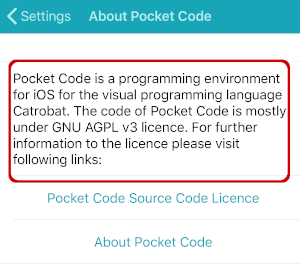 Settings About Pocket Code
Pocket Code is a programming environment
for iOS for the visual programming language
Catrobat. The code of Pocket Code is mostly
under GNU AGPL v3 licence. For further
information to the licence please visit
following links:
Pocket Code Source Code Licence
About Pocket Code